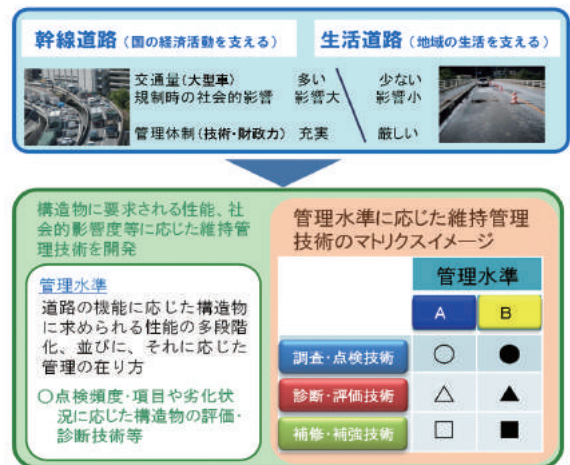 幹線道路（国の経済活動を支える） 生活道路（地域の生活を支える）
交通量（大型車） 多い 少ない
規制時の社会的影響 影響大 影響小
管理体制（技術・財政力） 充実 厳しい
構造物に要求される性能、社
会的影響度等に応じた維持管
理技術を開発
管理水準
道路の機能に応じた構造物
に求められる性能の多段階
化、並びに、それに応じた
管理の在り方
○点検頻度・項目や劣化状
況に応じた構造物の評価・
診断技術等
管理水準に応じた維持管理
技術のマトリクスイメージ
管理水準
A B
調査・点検技術 ○ ●
診断・評価技術 △ ▲
補修・補強技術 □ ■